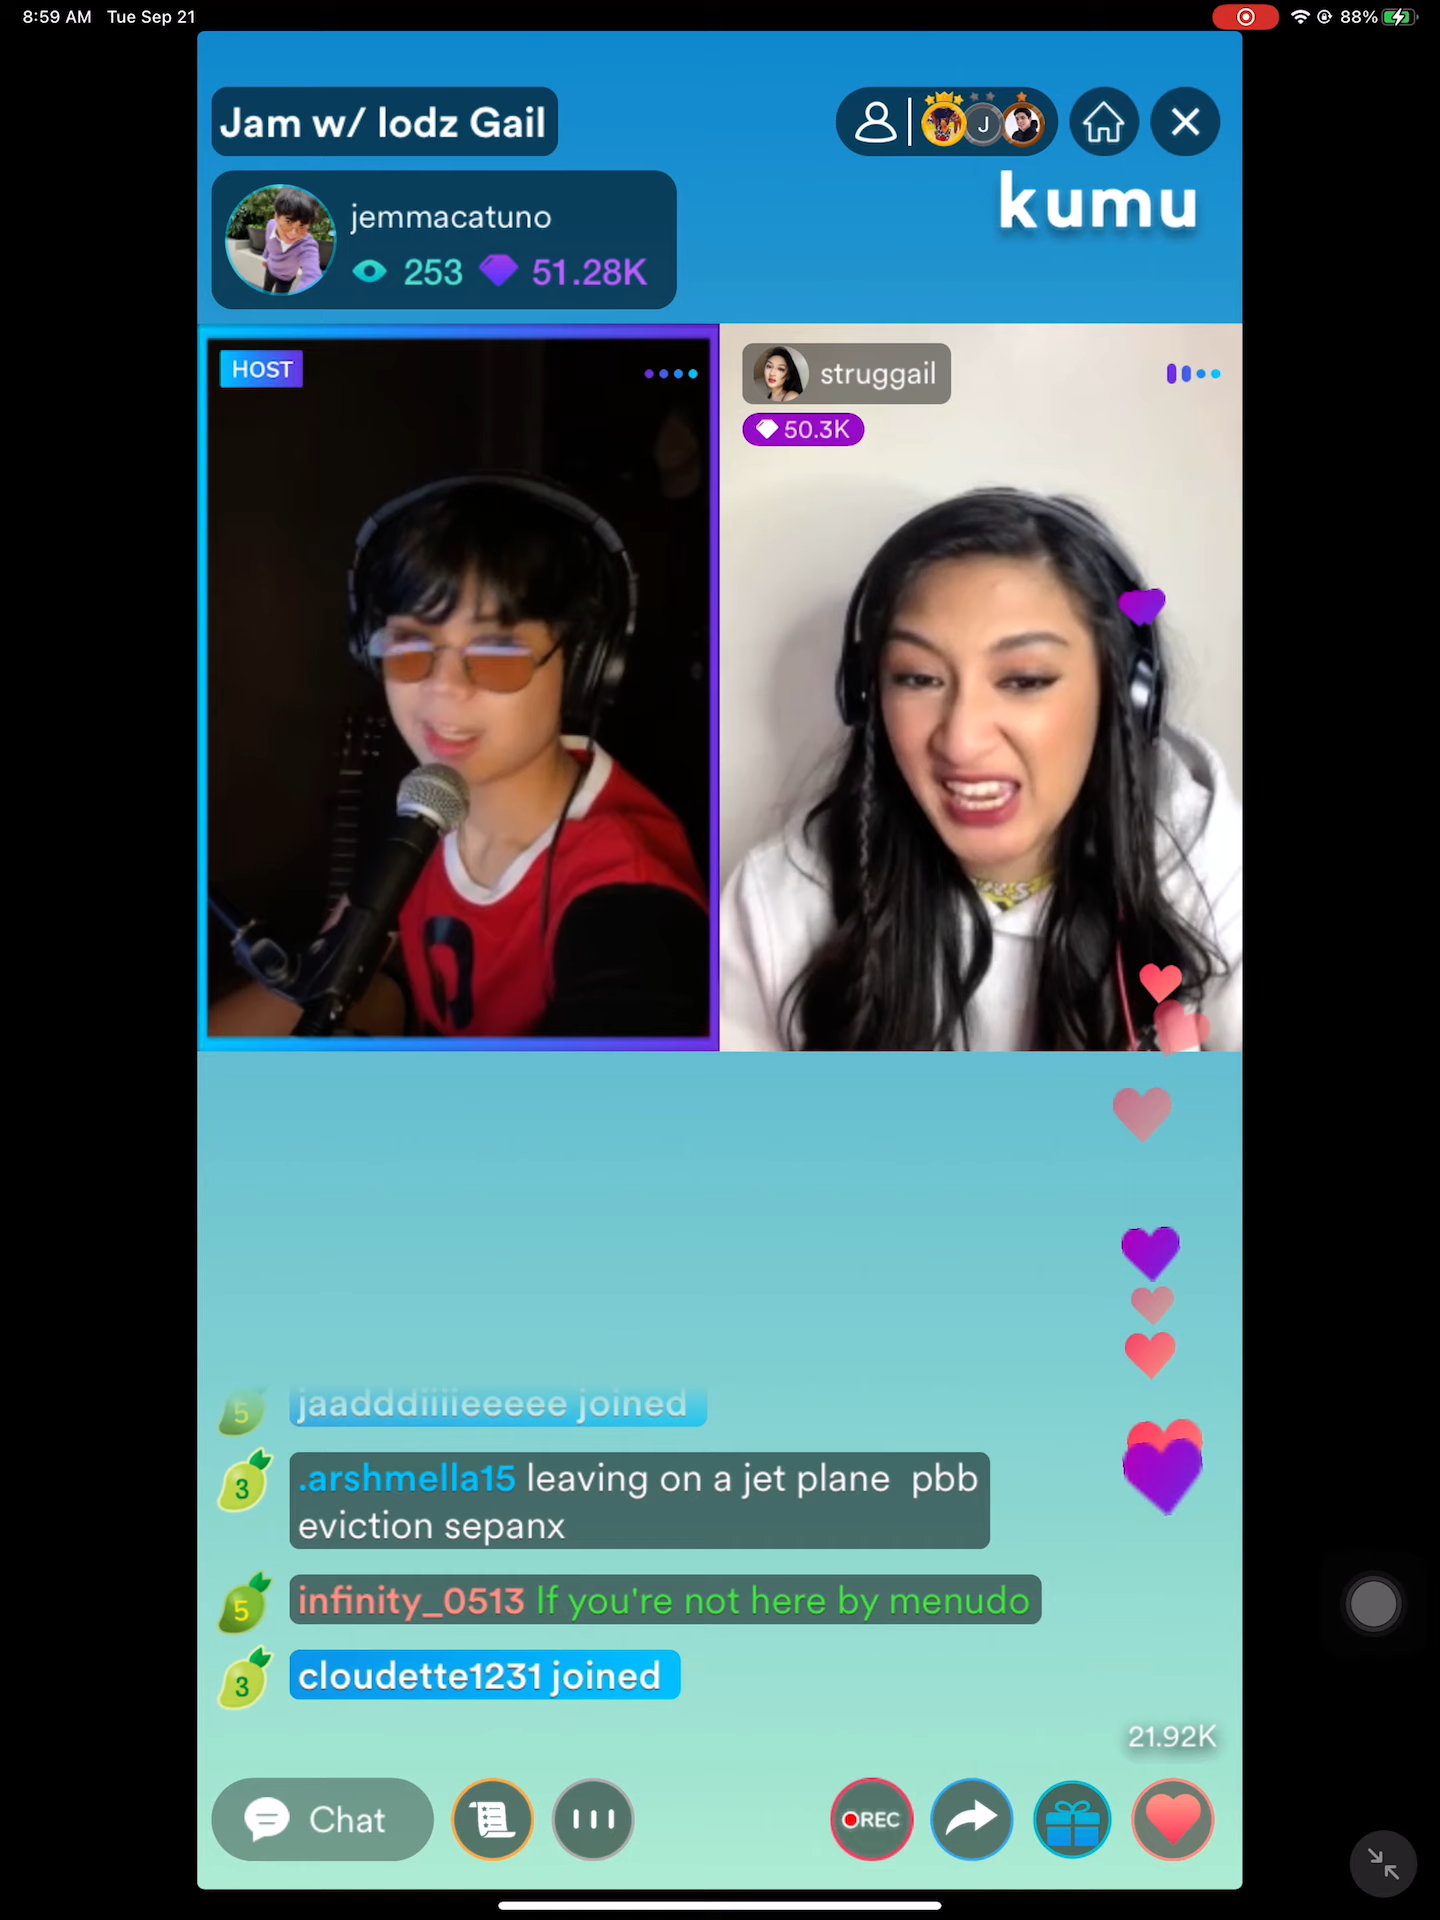 8:59 AM Tue Sep 21
88%
Jam w/ lodz Gail
J
kumu
jemmacatuno
253 51.28K
HOST
struggail
50.3K
5 jaadddiiiieeeee joined
3 .arshmella15 leaving on a jet plane pbb
eviction sepanx
5 infinity_0513 If you're not here by menudo
3 cloudette1231 joined
21.92K
Chat
REC